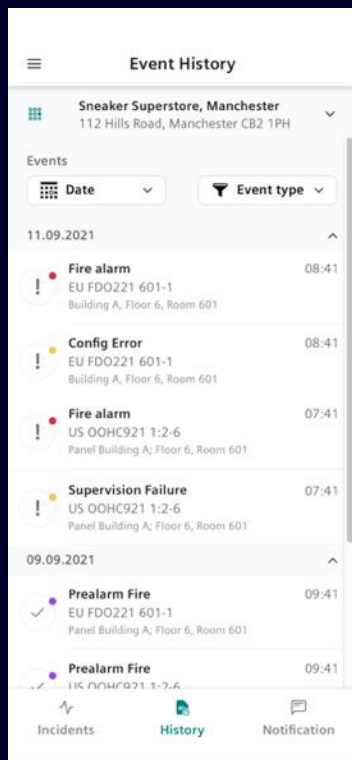 Event History
Sneaker Superstore, Manchester
112 Hills Road, Manchester CB2 1PH
Events
Date
Event type
11.09.2021
Fire alarm 08:41
EU FDO221 601-1
Building A, Floor 6, Room 601
Config Error 08:41
EU FDO221 601-1
Building A, Floor 6, Room 601
Fire alarm 07:41
US OOHC921 1:2-6
Panel Building A; Floor 6, Room 601
Supervision Failure 07:41
US OOHC921 1:2-6
Panel Building A; Floor 6, Room 601
09.09.2021
Prealarm Fire 09:41
EU FDO221 601-1
Panel Building A; Floor 6, Room 601
Prealarm Fire 09:41
US OOHC921 1:2-6
Incidents
History
Notification